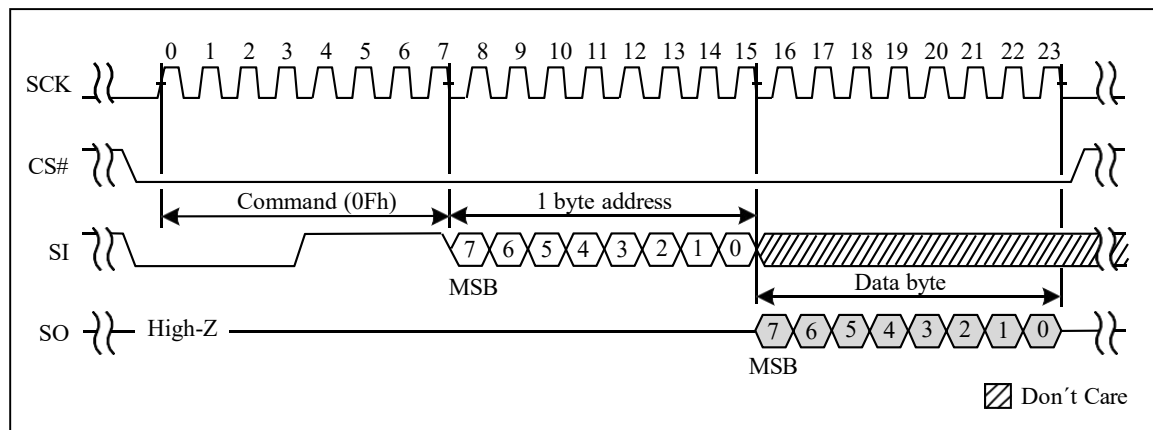 0 1 2 3 4 5 6 7 8 9 10 11 12 13 14 15 16 17 18 19 20 21 22 23
SCK
CS#
Command (0Fh) 1 byte address
SI 7 6 5 4 3 2 1 0
MSB Data byte
SO High-Z 7 6 5 4 3 2 1 0
MSB
Don´t Care